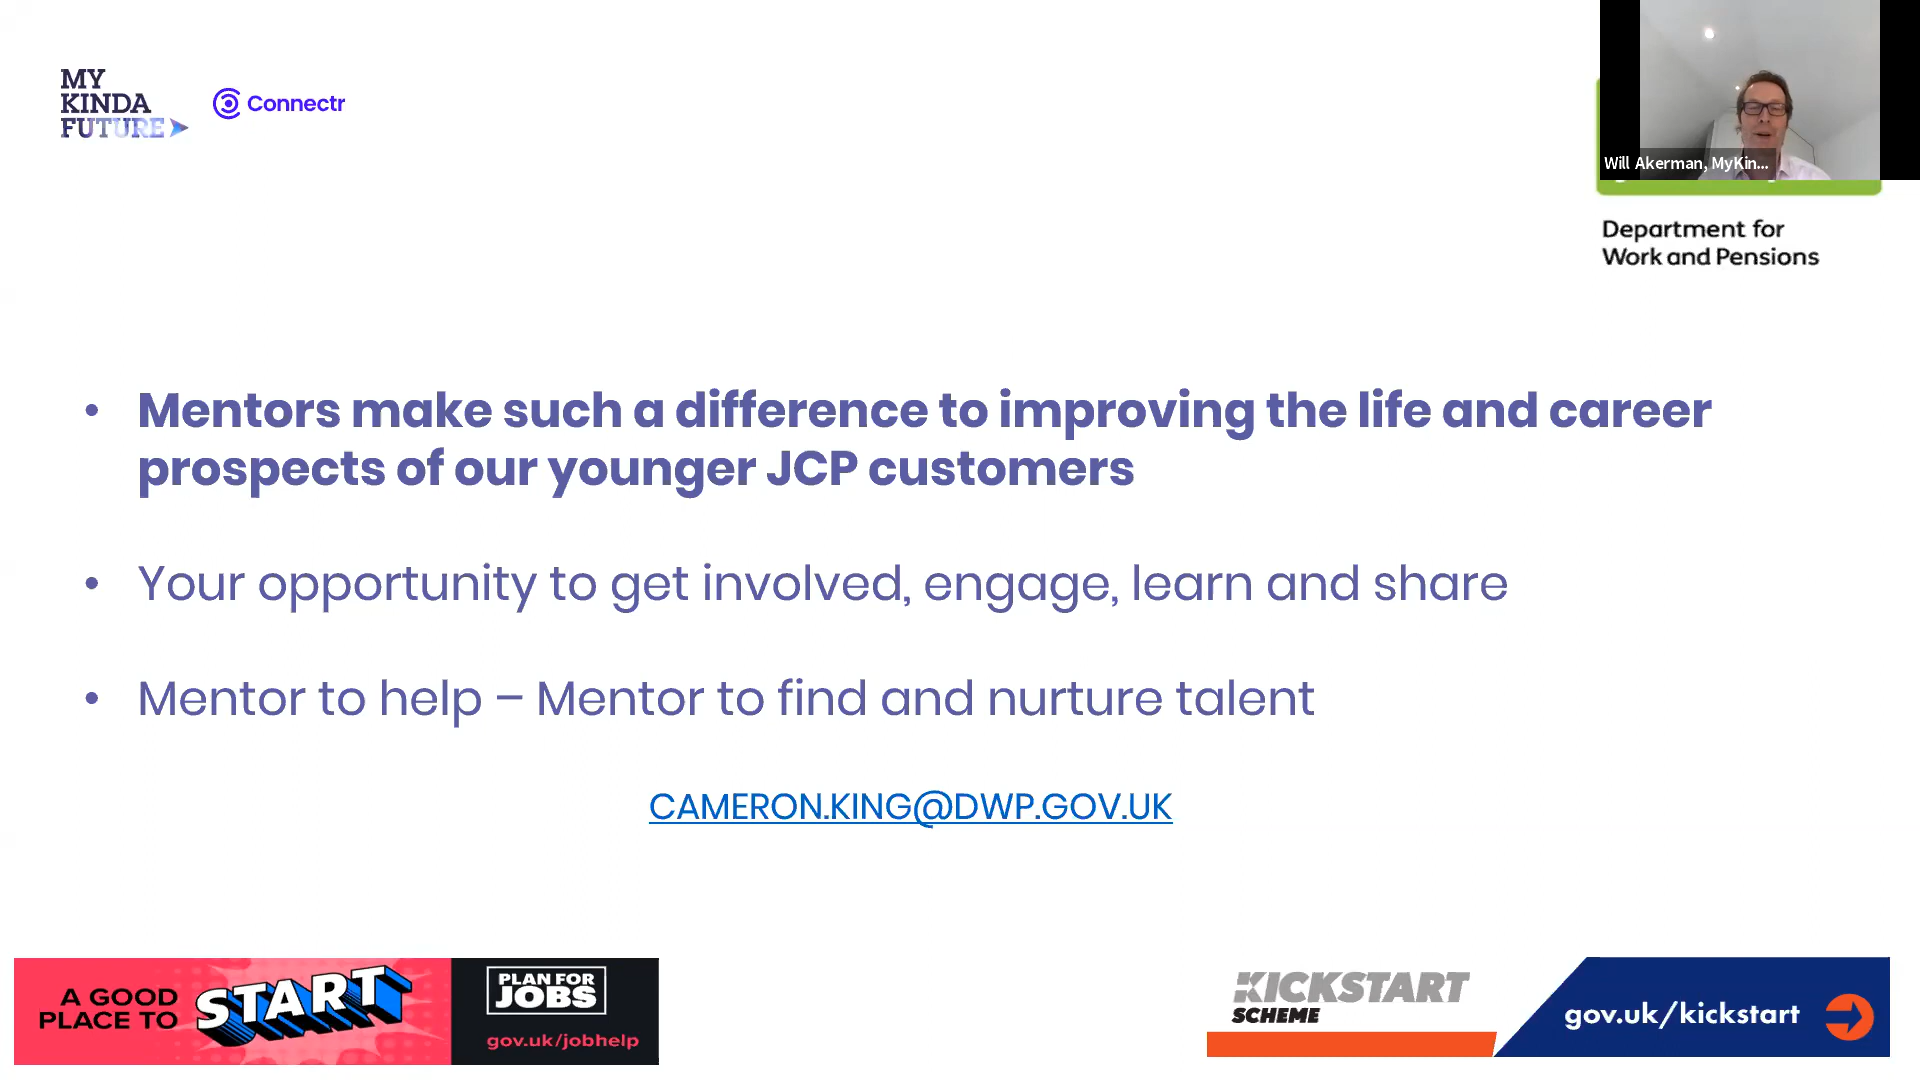 MY
KINDA
FUTURE
Connectr
Will Akerman, MyKin...
Department for
Work and Pensions
• Mentors make such a difference to improving the life and career
prospects of our younger JCP customers
• Your opportunity to get involved, engage, learn and share
• Mentor to help – Mentor to find and nurture talent
CAMERON.KING@DWP.GOV.UK
A GOOD
PLACE TO
START
PLAN FOR
JOBS
gov.uk/jobhelp
KICKSTART
SCHEME
gov.uk/kickstart